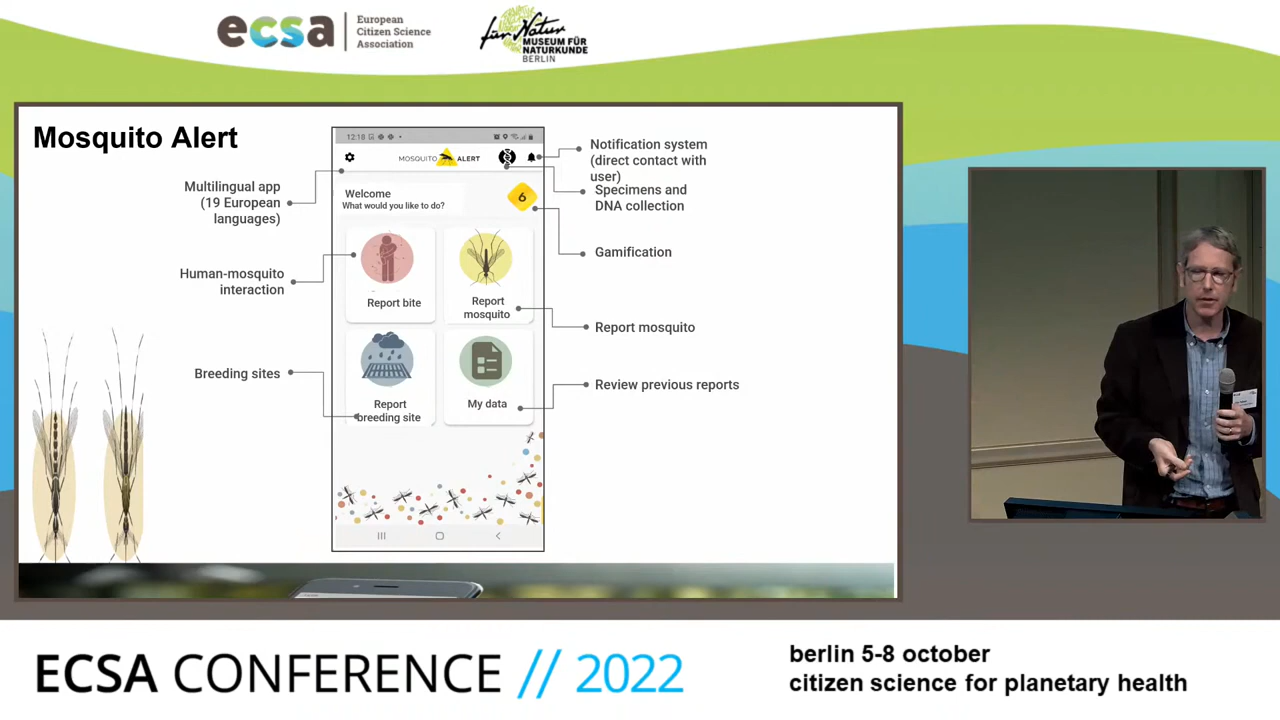 ecsa
European
Citizen Science
Association
für Natur
MUSEUM FÜR
NATURKUNDE
BERLIN
Mosquito Alert
12:18
MOSQUITO ALERT
Welcome
What would you like to do?
6
Report bite
Report
mosquito
Report
breeding site
My data
Multilingual app
(19 European
languages)
Human-mosquito
interaction
Breeding sites
Notification system
(direct contact with
user)
Specimens and
DNA collection
Gamification
Report mosquito
Review previous reports
ECSA CONFERENCE // 2022
berlin 5-8 october
citizen science for planetary health